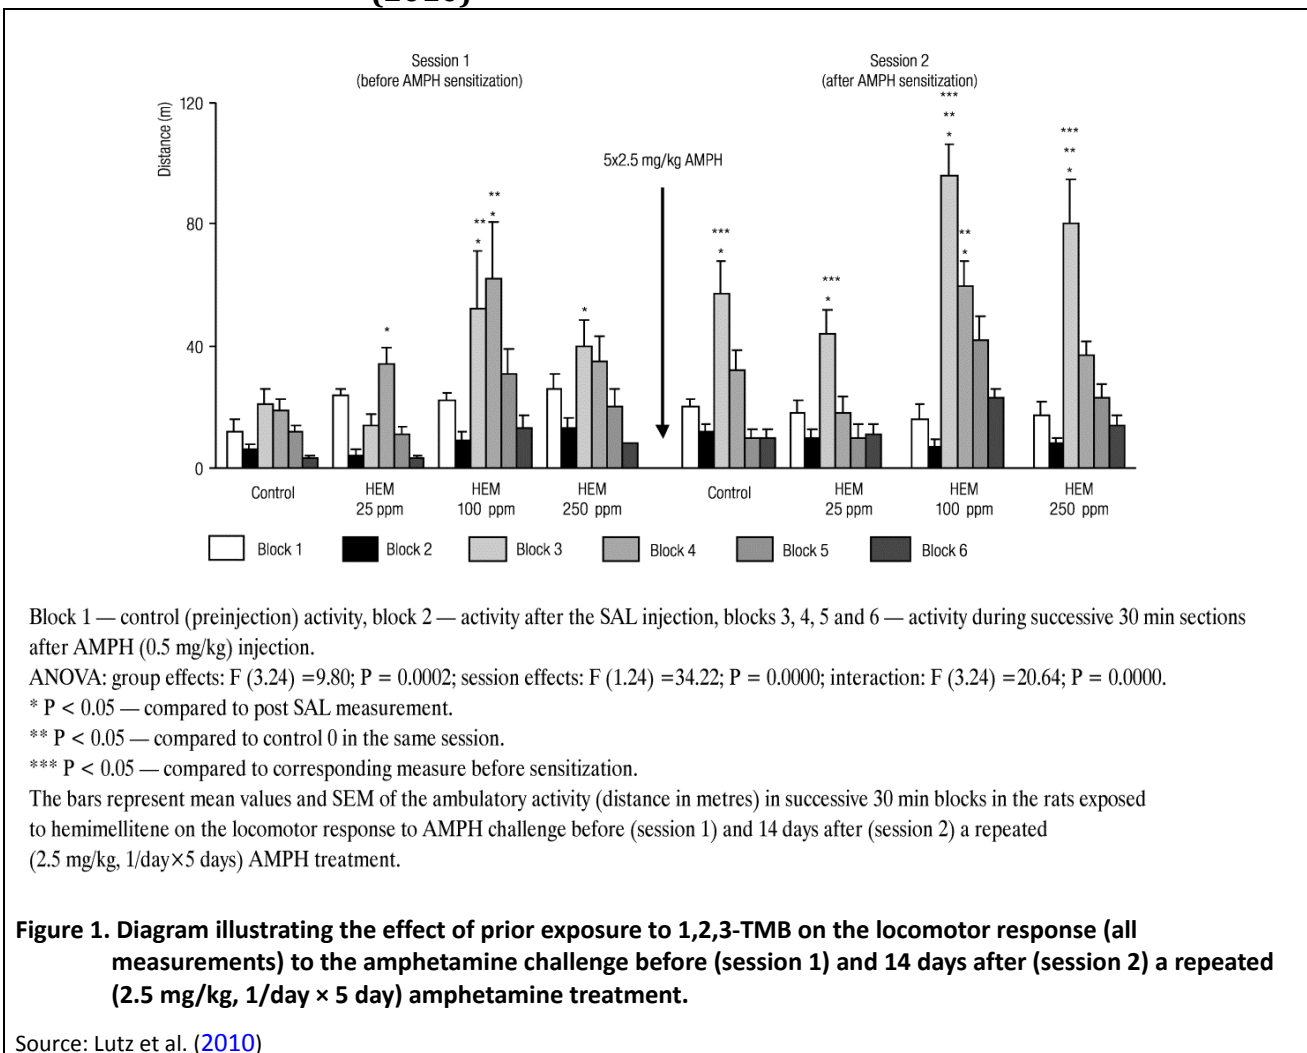 (2010)
Session 1
(before AMPH sensitization)
Session 2
(after AMPH sensitization)
Distance (m)
120
80
40
0
5x2.5 mg/kg AMPH
*
**
*
**
*
*
***
*
***
*
***
**
*
**
*
***
**
*
Control
HEM
25 ppm
HEM
100 ppm
HEM
250 ppm
Control
HEM
25 ppm
HEM
100 ppm
HEM
250 ppm
Block 1
Block 2
Block 3
Block 4
Block 5
Block 6
Block 1 — control (preinjection) activity, block 2 — activity after the SAL injection, blocks 3, 4, 5 and 6 — activity during successive 30 min sections
after AMPH (0.5 mg/kg) injection.
ANOVA: group effects: F (3.24) =9.80; P = 0.0002; session effects: F (1.24) =34.22; P = 0.0000; interaction: F (3.24) =20.64; P = 0.0000.
* P < 0.05 — compared to post SAL measurement.
** P < 0.05 — compared to control 0 in the same session.
*** P < 0.05 — compared to corresponding measure before sensitization.
The bars represent mean values and SEM of the ambulatory activity (distance in metres) in successive 30 min blocks in the rats exposed
to hemimellitene on the locomotor response to AMPH challenge before (session 1) and 14 days after (session 2) a repeated
(2.5 mg/kg, 1/day×5 days) AMPH treatment.
Figure 1. Diagram illustrating the effect of prior exposure to 1,2,3-TMB on the locomotor response (all
measurements) to the amphetamine challenge before (session 1) and 14 days after (session 2) a repeated
(2.5 mg/kg, 1/day × 5 day) amphetamine treatment.
Source: Lutz et al. (2010)